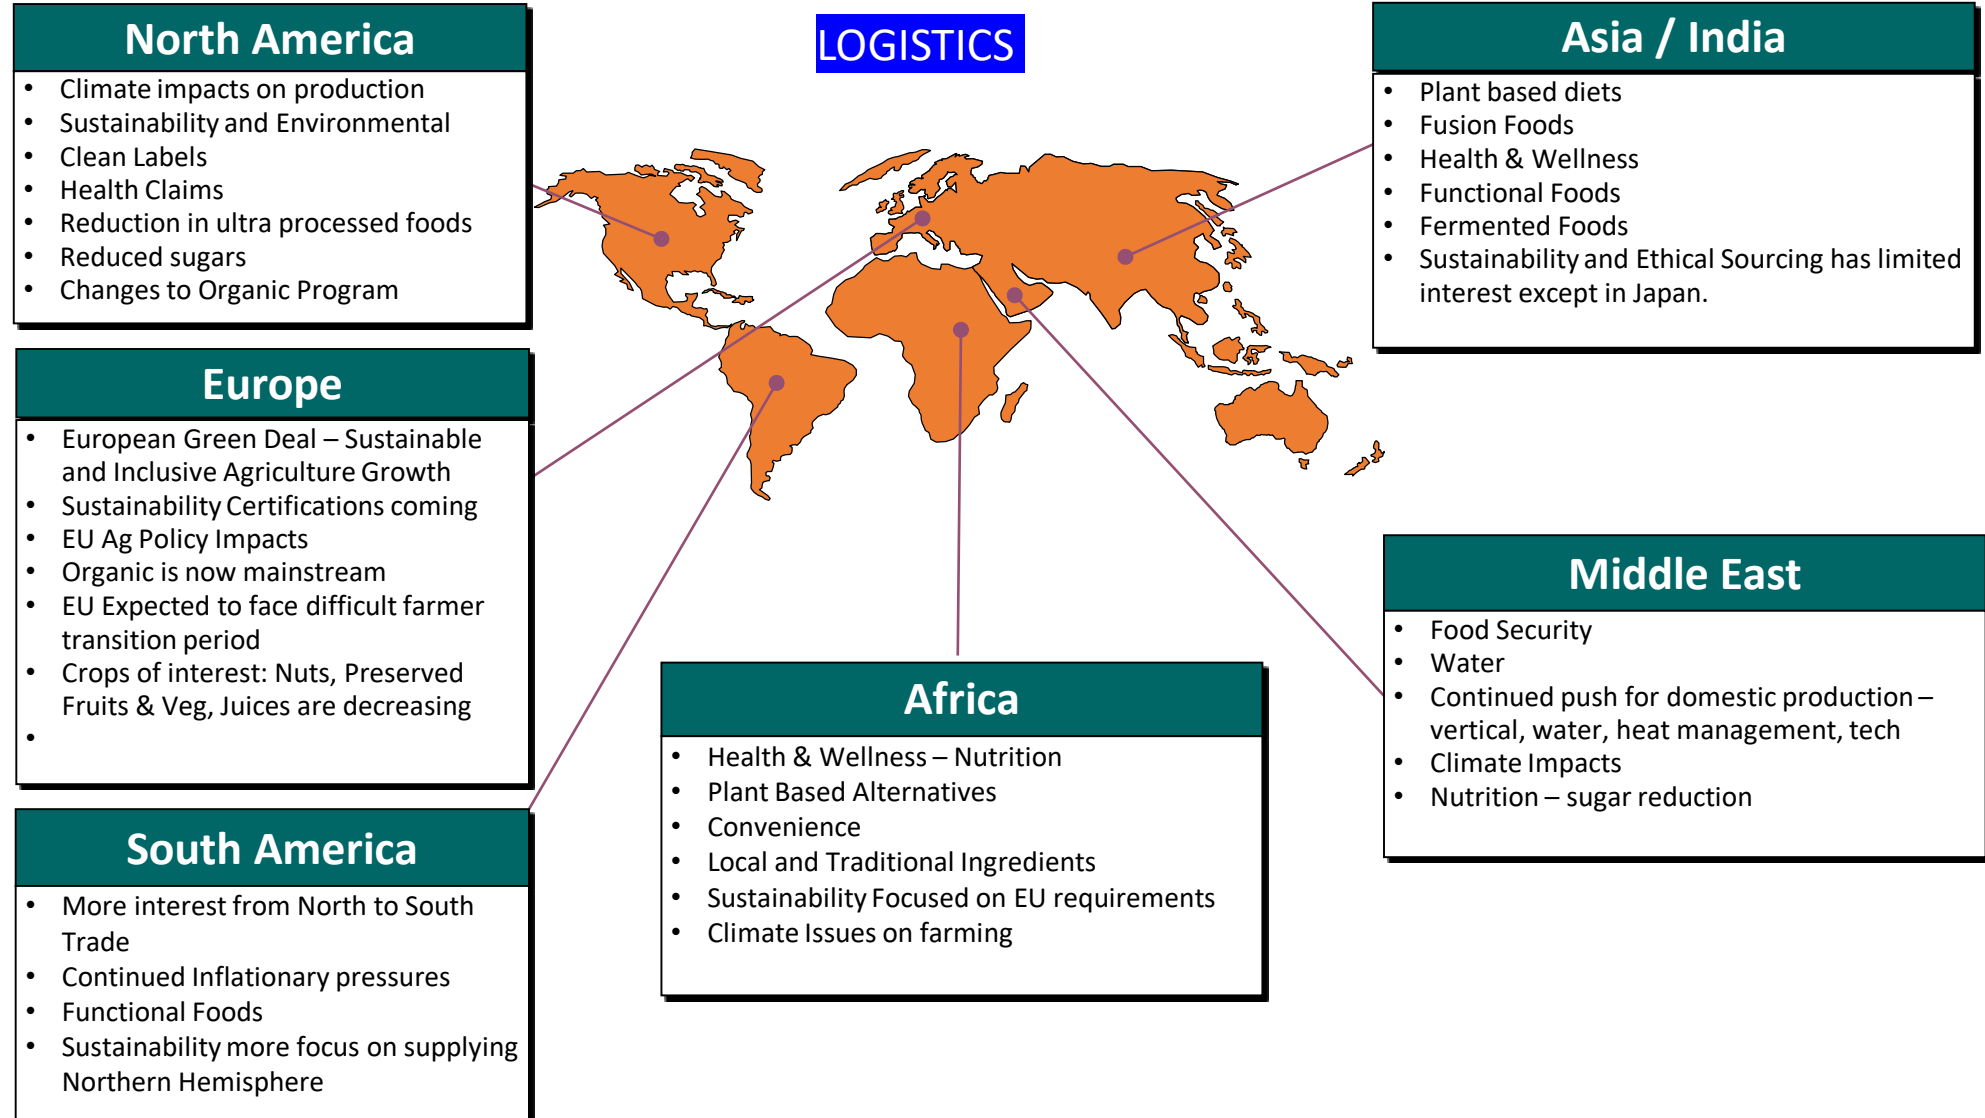 North America
• Climate impacts on production
• Sustainability and Environmental
• Clean Labels
• Health Claims
• Reduction in ultra processed foods
• Reduced sugars
• Changes to Organic Program
LOGISTICS
Asia / India
• Plant based diets
• Fusion Foods
• Health & Wellness
• Functional Foods
• Fermented Foods
• Sustainability and Ethical Sourcing has limited
interest except in Japan.
Europe
• European Green Deal – Sustainable
and Inclusive Agriculture Growth
• Sustainability Certifications coming
• EU Ag Policy Impacts
• Organic is now mainstream
• EU Expected to face difficult farmer
transition period
• Crops of interest: Nuts, Preserved
Fruits & Veg, Juices are decreasing
•
South America
• More interest from North to South
Trade
• Continued Inflationary pressures
• Functional Foods
• Sustainability more focus on supplying
Northern Hemisphere
Africa
• Health & Wellness – Nutrition
• Plant Based Alternatives
• Convenience
• Local and Traditional Ingredients
• Sustainability Focused on EU requirements
• Climate Issues on farming
Middle East
• Food Security
• Water
• Continued push for domestic production –
vertical, water, heat management, tech
• Climate Impacts
• Nutrition – sugar reduction